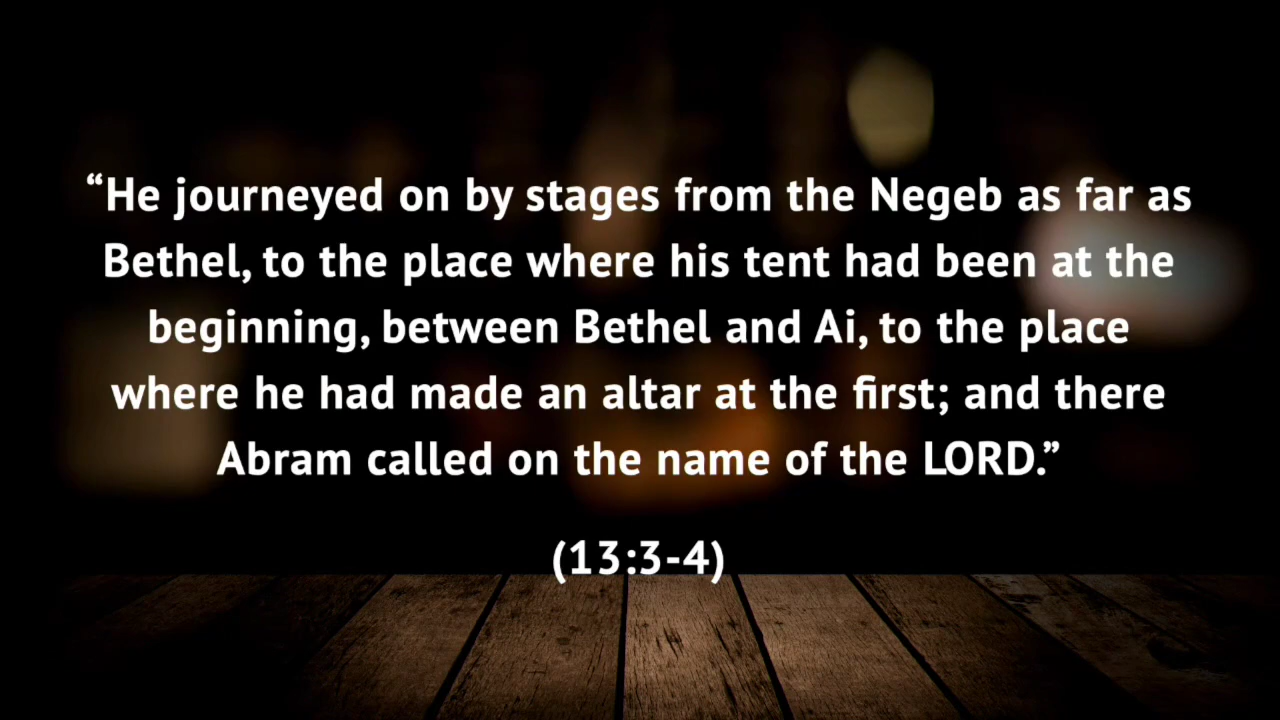 “He journeyed on by stages from the Negeb as far as
Bethel, to the place where his tent had been at the
beginning, between Bethel and Ai, to the place
where he had made an altar at the first; and there
Abram called on the name of the LORD.”
(13:3-4)